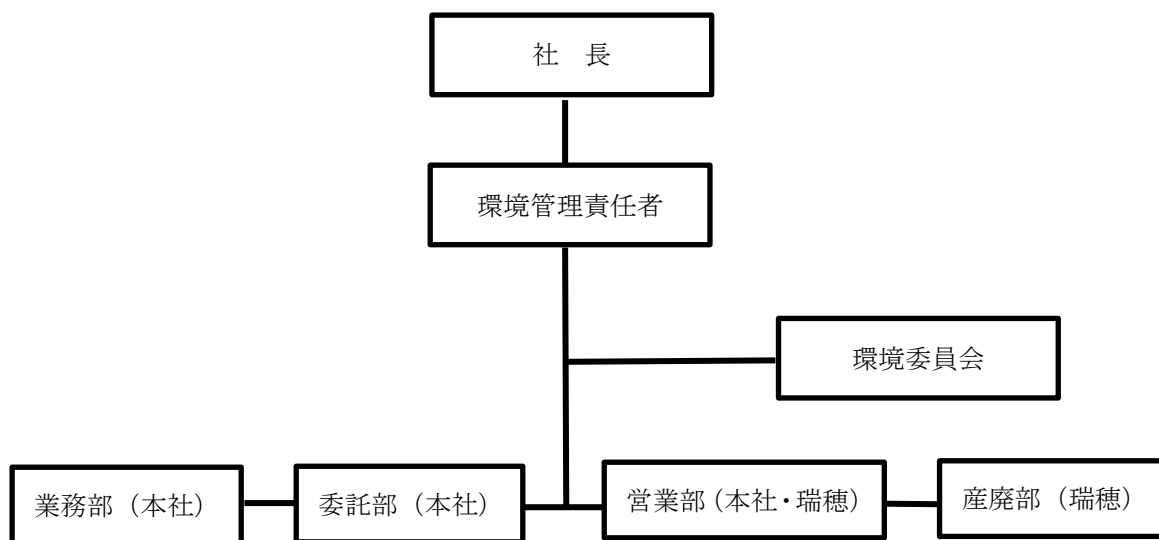 社　長
環境管理責任者
環境委員会
業務部（本社）
委託部（本社）
営業部（本社・瑞穂）
産廃部（瑞穂）